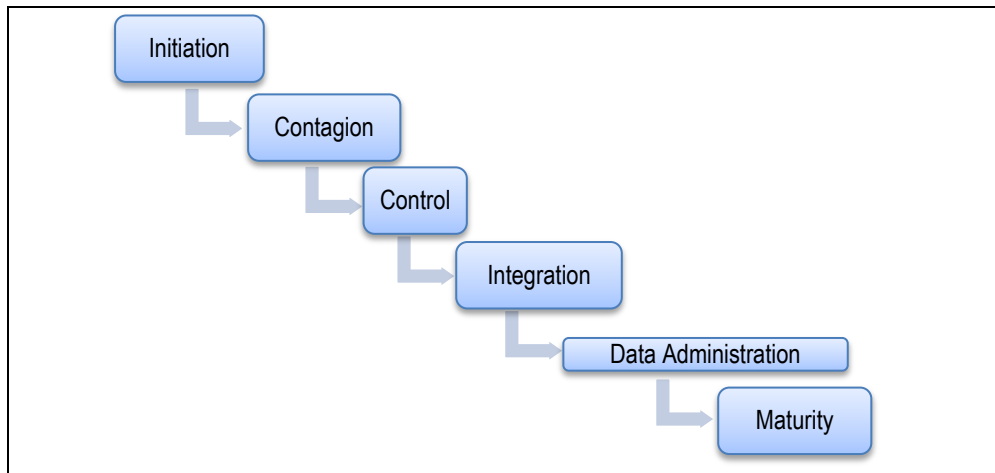 Initiation
Contagion
Control
Integration
Data Administration
Maturity